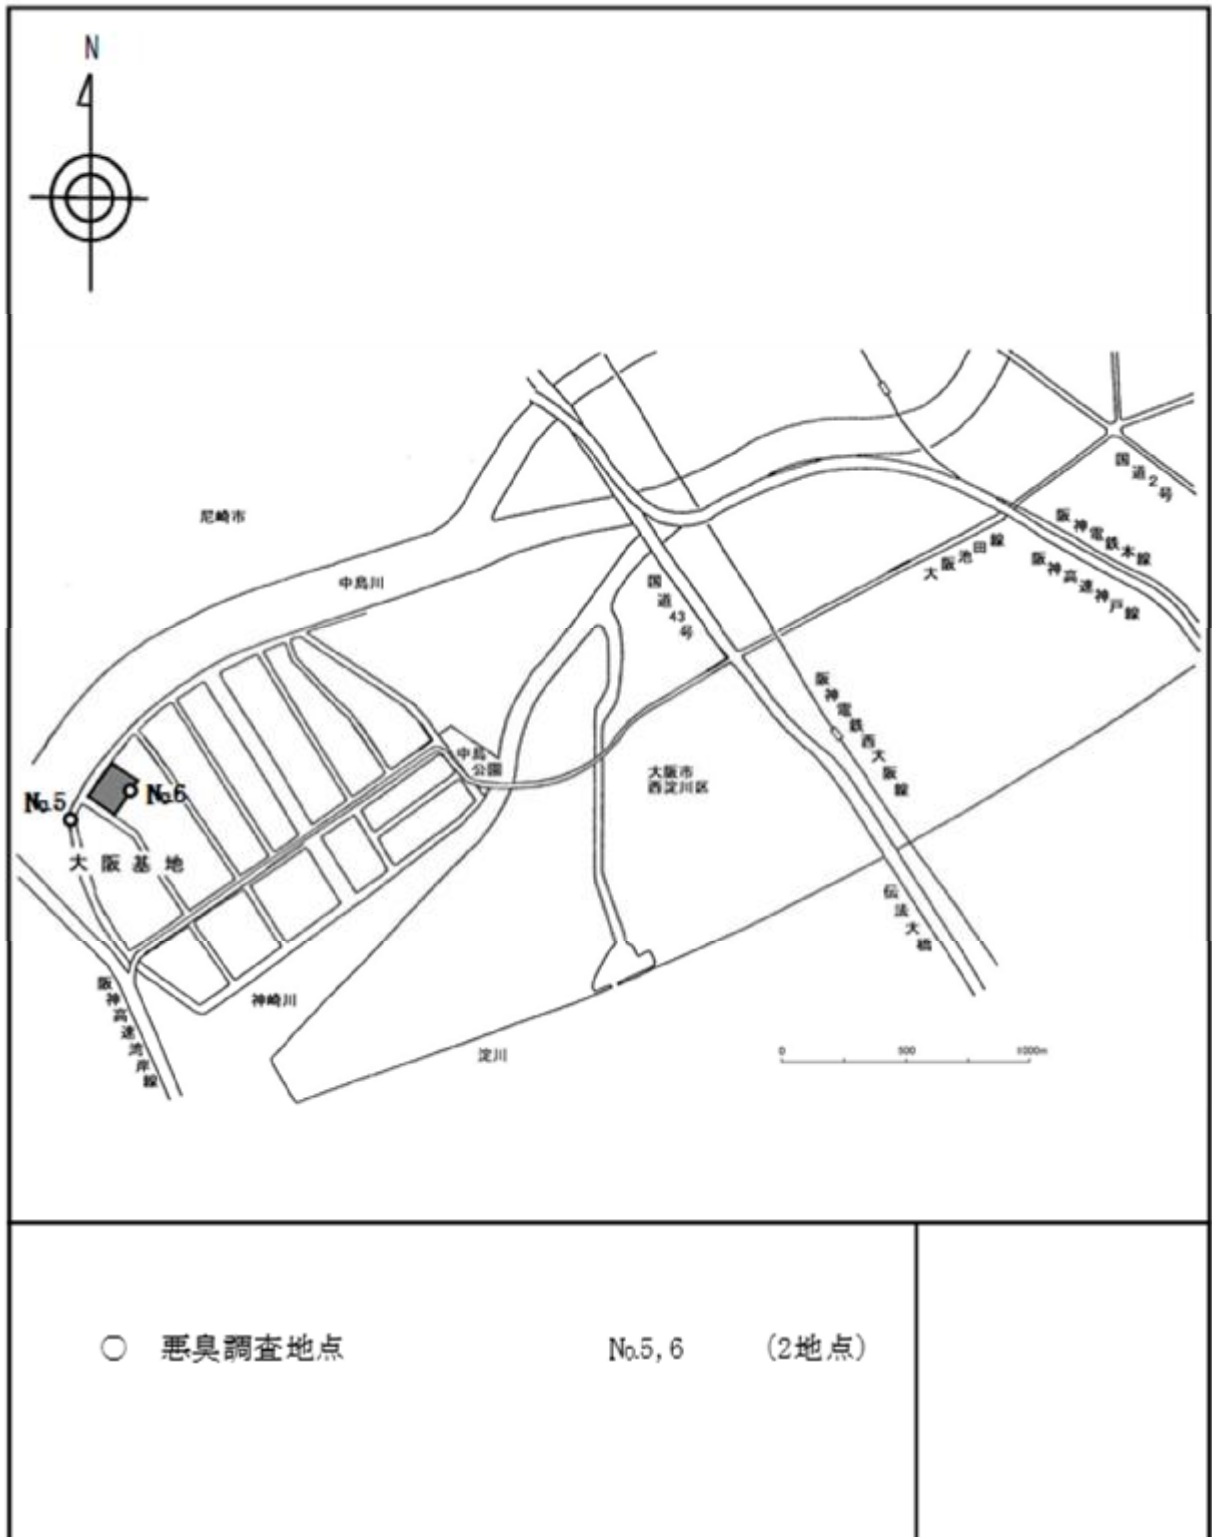 N
尼崎市
中島川
国道2号
阪神電鉄本線
阪神高速神戸線
大阪池田線
国道43号
阪神電鉄西大阪線
中島
公園
大阪市
西淀川区
No.5
No.6
大阪基地
伝法大橋
阪神高速湾岸線
神崎川
淀川
0 500 1000m
○ 悪臭調査地点 No.5,6 (2地点)